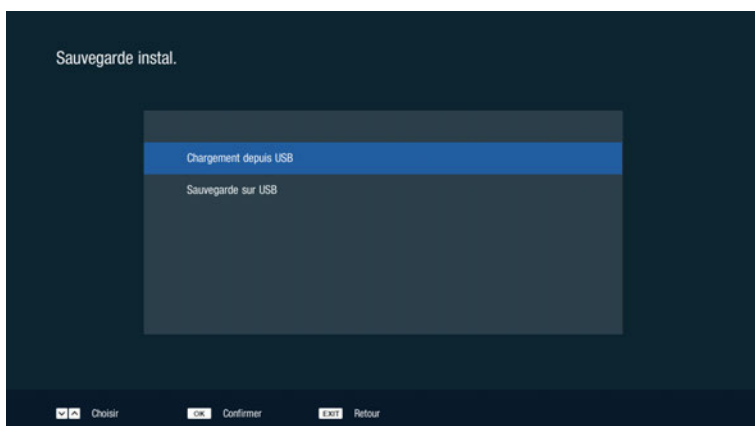 Sauvegarde instal.
Chargement depuis USB
Sauvegarde sur USB
Choisir OK Confirmer EXIT Retour